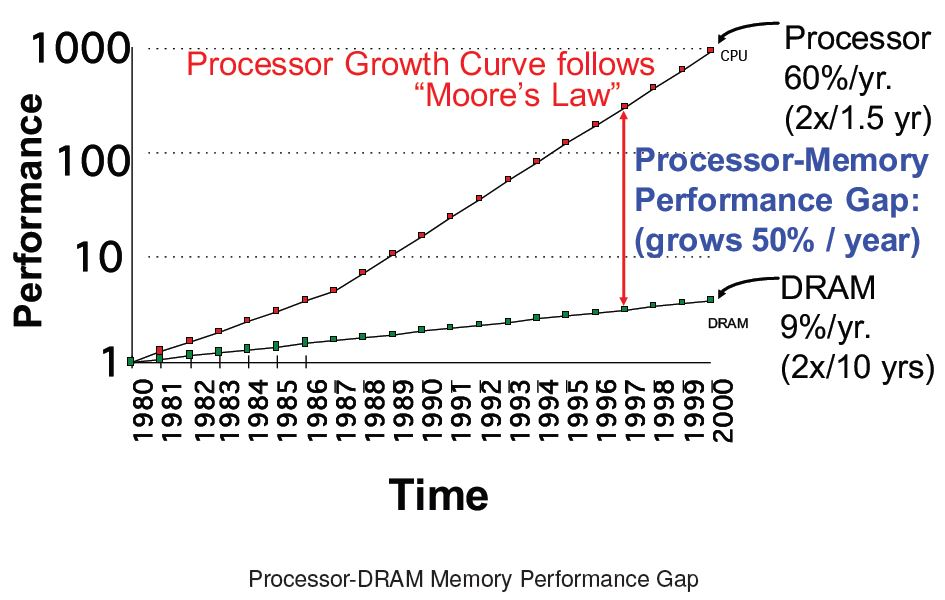 1000
100
10
1
Performance
Processor Growth Curve follows
“Moore’s Law”
CPU
Processor
60%/yr.
(2x/1.5 yr)
Processor-Memory
Performance Gap:
(grows 50% / year)
DRAM
9%/yr.
(2x/10 yrs)
DRAM
1980
1981
1982
1983
1984
1985
1986
1987
1988
1989
1990
1991
1992
1993
1994
1995
1996
1997
1998
1999
2000
Time
Processor-DRAM Memory Performance Gap